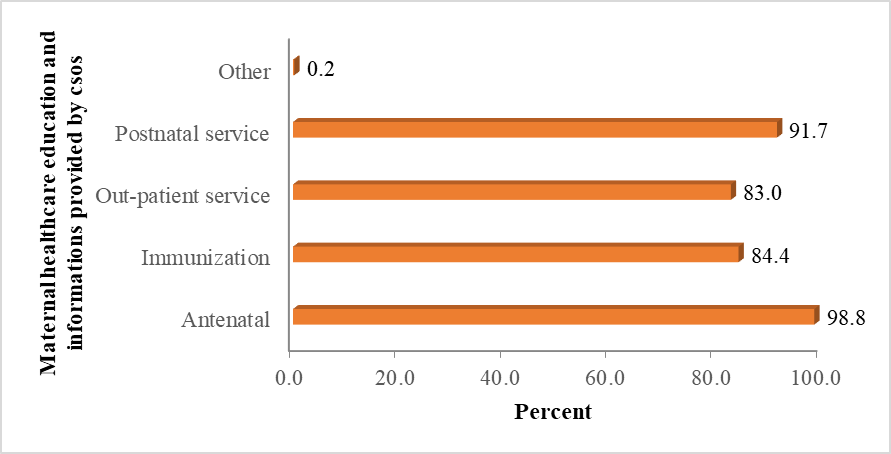 Maternal healthcare education and
informations provided by csos
Other
0.2
Postnatal service
91.7
Out-patient service
83.0
Immunization
84.4
Antenatal
98.8
0.0 20.0 40.0 60.0 80.0 100.0
Percent